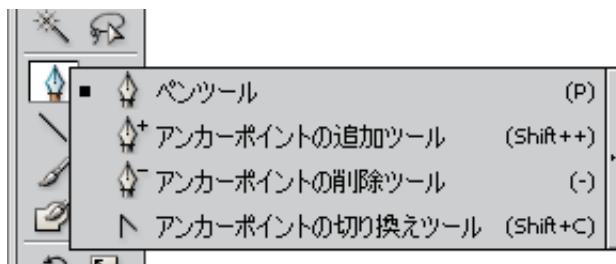 ペンツール (P)
アンカーポイントの追加ツール (Shift++)
アンカーポイントの削除ツール (-)
アンカーポイントの切り換えツール (Shift+C)